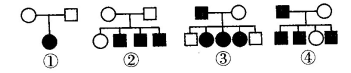 ① ② ③ ④